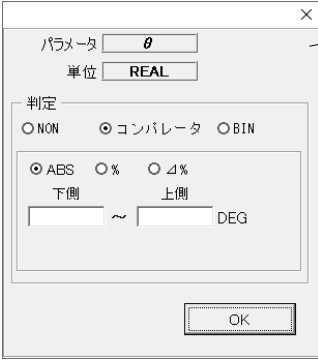 パラメータ θ
単位 REAL
判定
NON コンパレータ BIN
ABS % ⊿%
下側 上側
～ DEG
OK